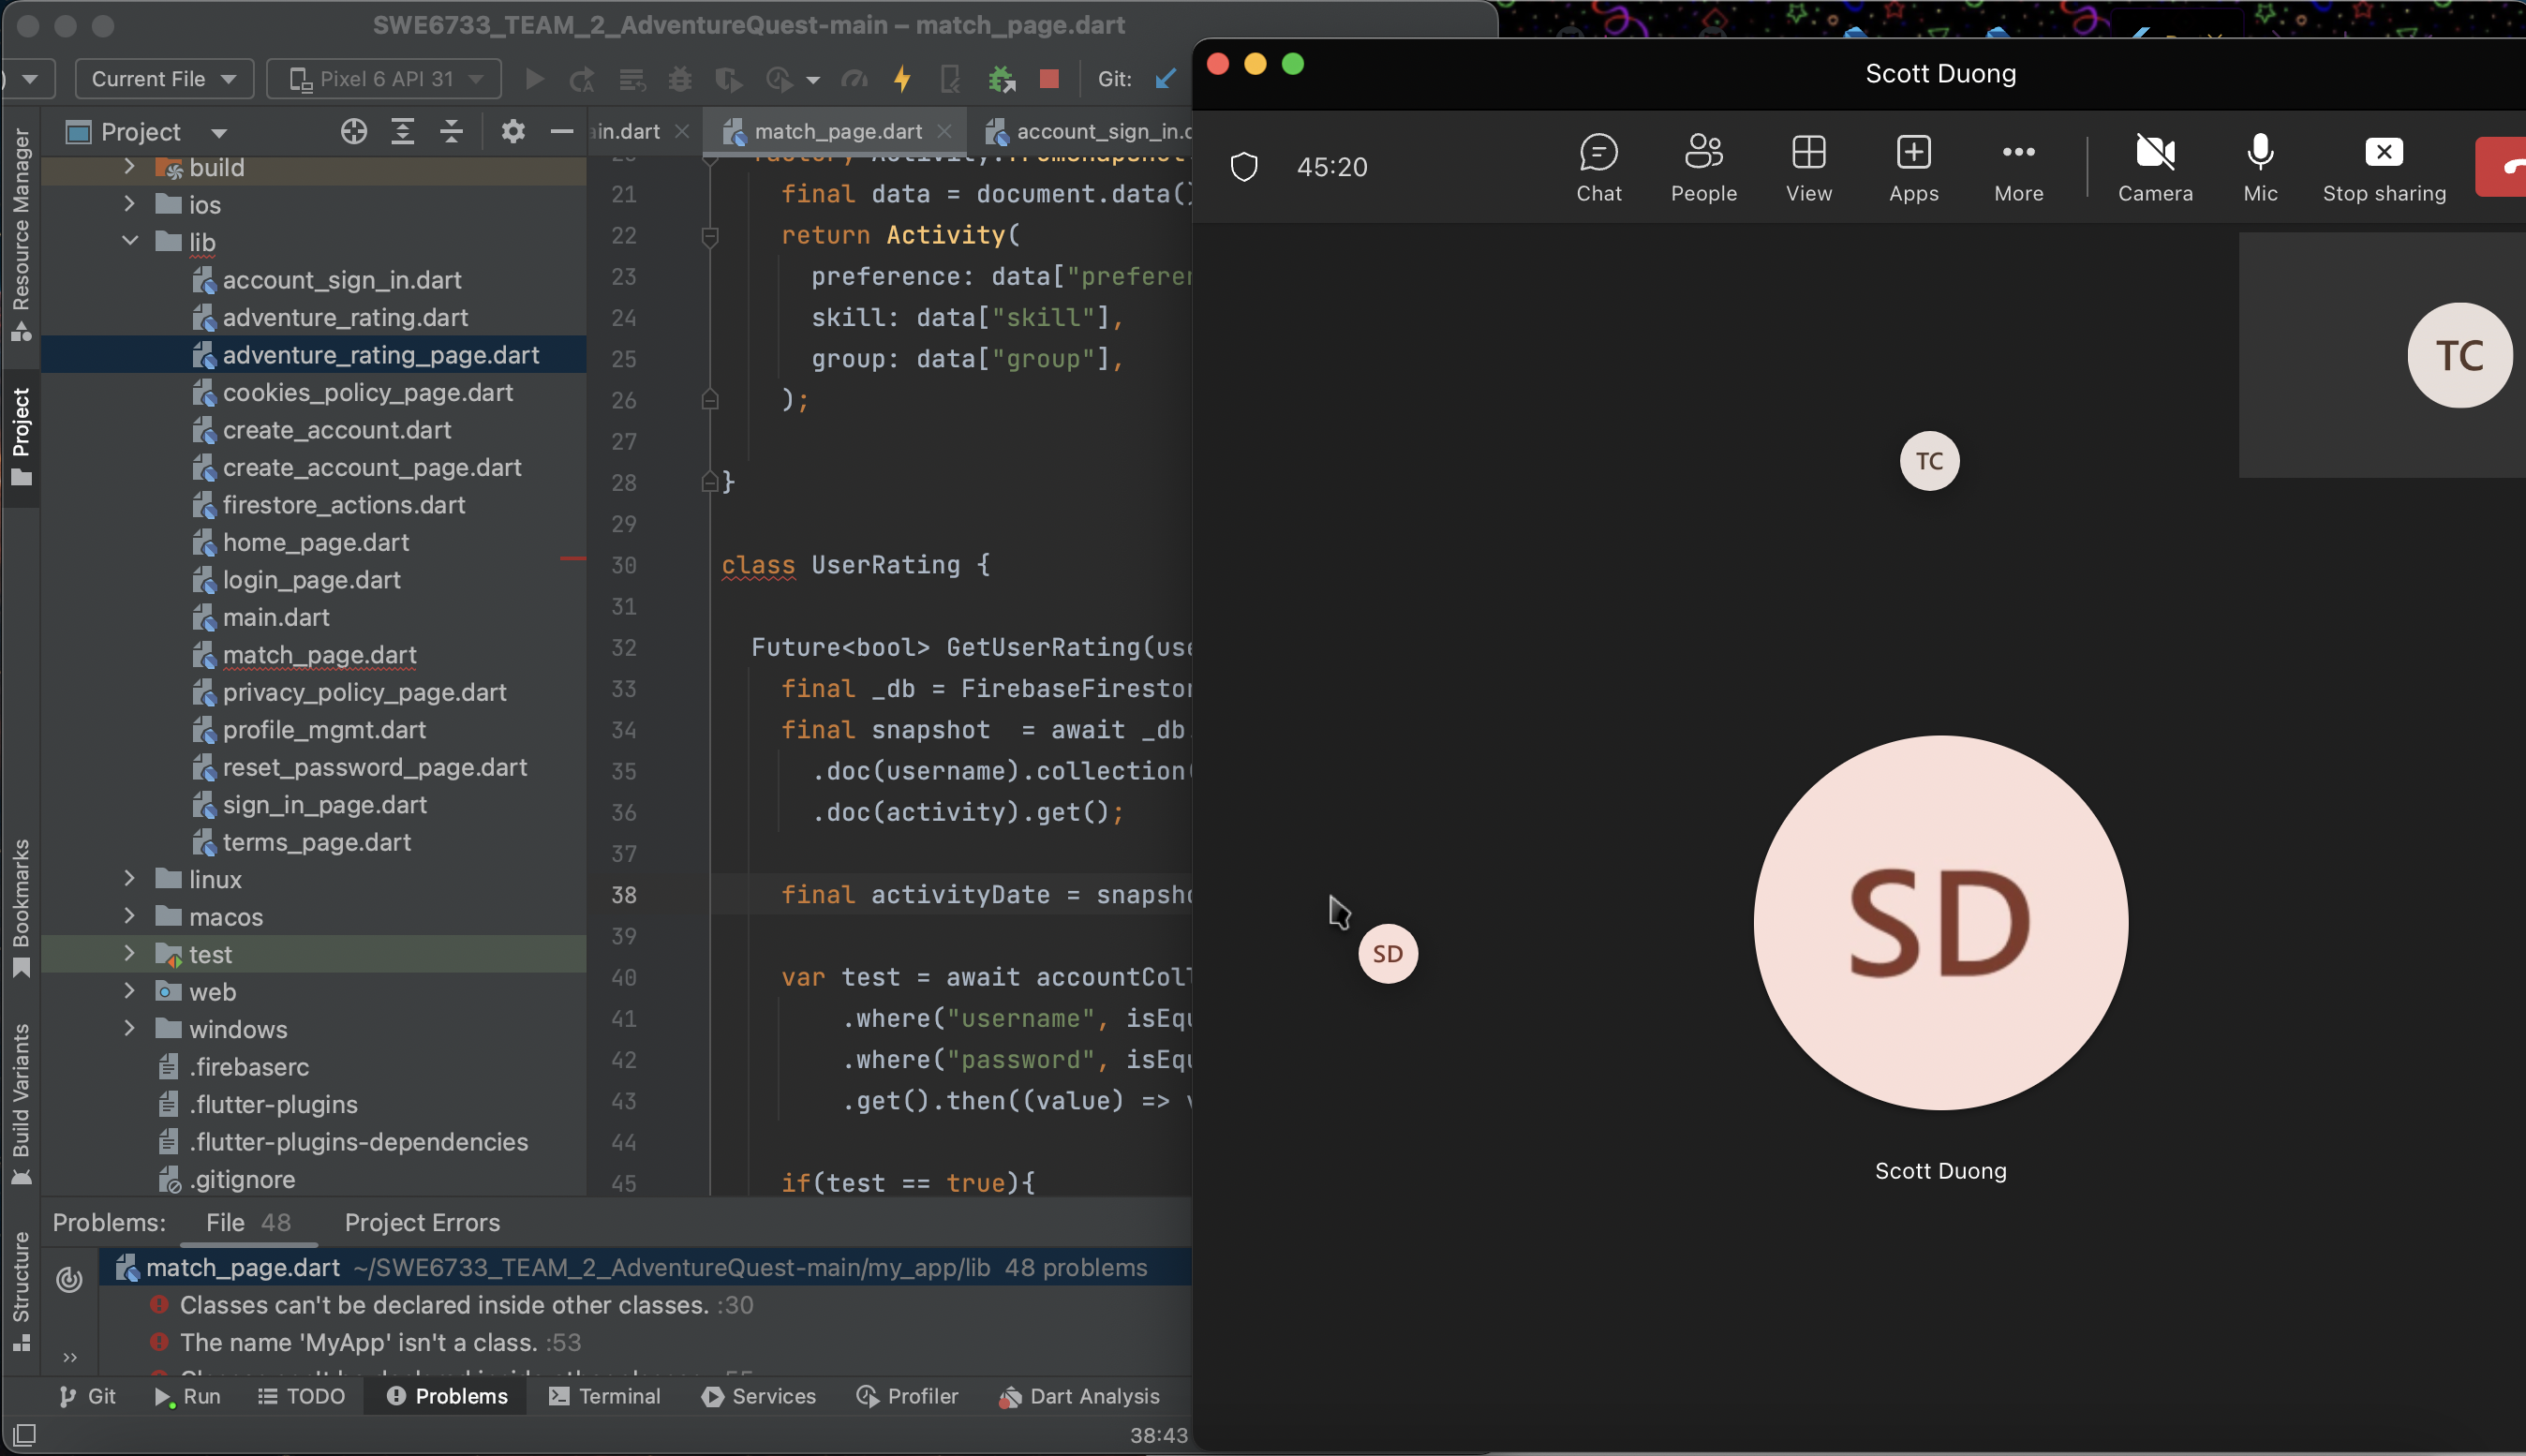 SWE6733_TEAM_2_AdventureQuest-main – match_page.dart
Current File
Pixel 6 API 31
Git:
Resource Manager
Project
Bookmarks
Build Variants
Structure
Project
build
ios
lib
account_sign_in.dart
adventure_rating.dart
adventure_rating_page.dart
cookies_policy_page.dart
create_account.dart
create_account_page.dart
firestore_actions.dart
home_page.dart
login_page.dart
main.dart
match_page.dart
privacy_policy_page.dart
profile_mgmt.dart
reset_password_page.dart
sign_in_page.dart
terms_page.dart
linux
macos
test
web
windows
.firebaserc
.flutter-plugins
.flutter-plugins-dependencies
.gitignore
ain.dart
match_page.dart
account_sign_in.d
21 final data = document.data()
22 return Activity(
23 preference: data["preferen
24 skill: data["skill"],
25 group: data["group"],
26 );
27
28 }
29
30 class UserRating {
31
32 Future<bool> GetUserRating(use
33 final _db = FirebaseFirestor
34 final snapshot = await _db.
35 .doc(username).collection(
36 .doc(activity).get();
37
38 final activityDate = snapsho
39
40 var test = await accountColl
41 .where("username", isEqu
42 .where("password", isEqu
43 .get().then((value) => v
44
45 if(test == true){
Problems: File 48 Project Errors
match_page.dart ~/SWE6733_TEAM_2_AdventureQuest-main/my_app/lib 48 problems
Classes can't be declared inside other classes. :30
The name 'MyApp' isn't a class. :53
Git Run TODO Problems Terminal Services Profiler Dart Analysis
38:43
Scott Duong
45:20
Chat People View Apps More Camera Mic Stop sharing
TC
TC
SD
SD
Scott Duong